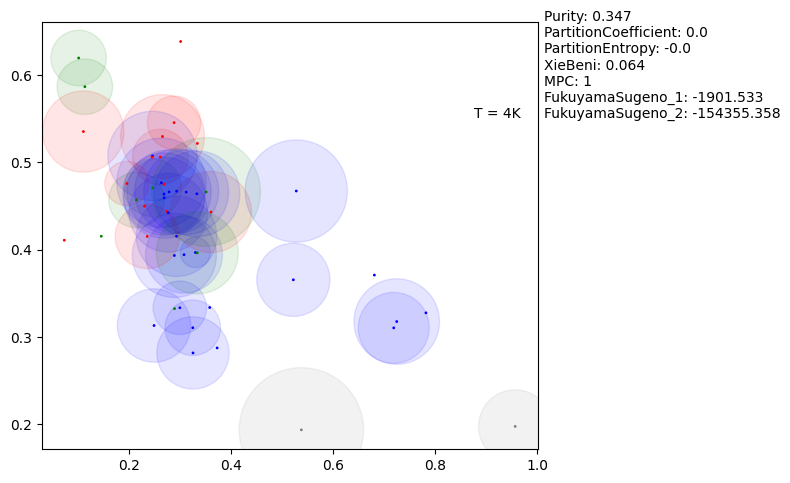 Purity: 0.347
PartitionCoefficient: 0.0
PartitionEntropy: -0.0
XieBeni: 0.064
MPC: 1
FukuyamaSugeno_1: -1901.533
FukuyamaSugeno_2: -154355.358
T = 4K
0.6
0.5
0.4
0.3
0.2
0.2
0.4
0.6
0.8
1.0